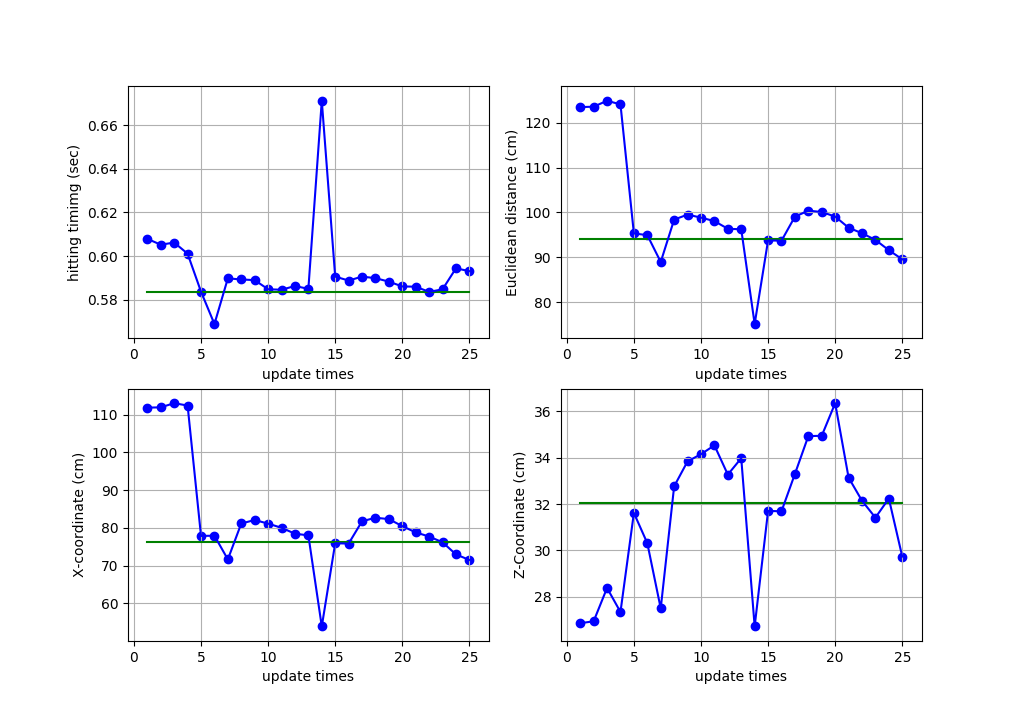 hitting timimg (sec)
0.66
0.64
0.62
0.60
0.58
0 5 10 15 20 25
update times
Euclidean distance (cm)
120
110
100
90
80
0 5 10 15 20 25
update times
X-coordinate (cm)
110
100
90
80
70
60
0 5 10 15 20 25
update times
Z-Coordinate (cm)
36
34
32
30
28
0 5 10 15 20 25
update times